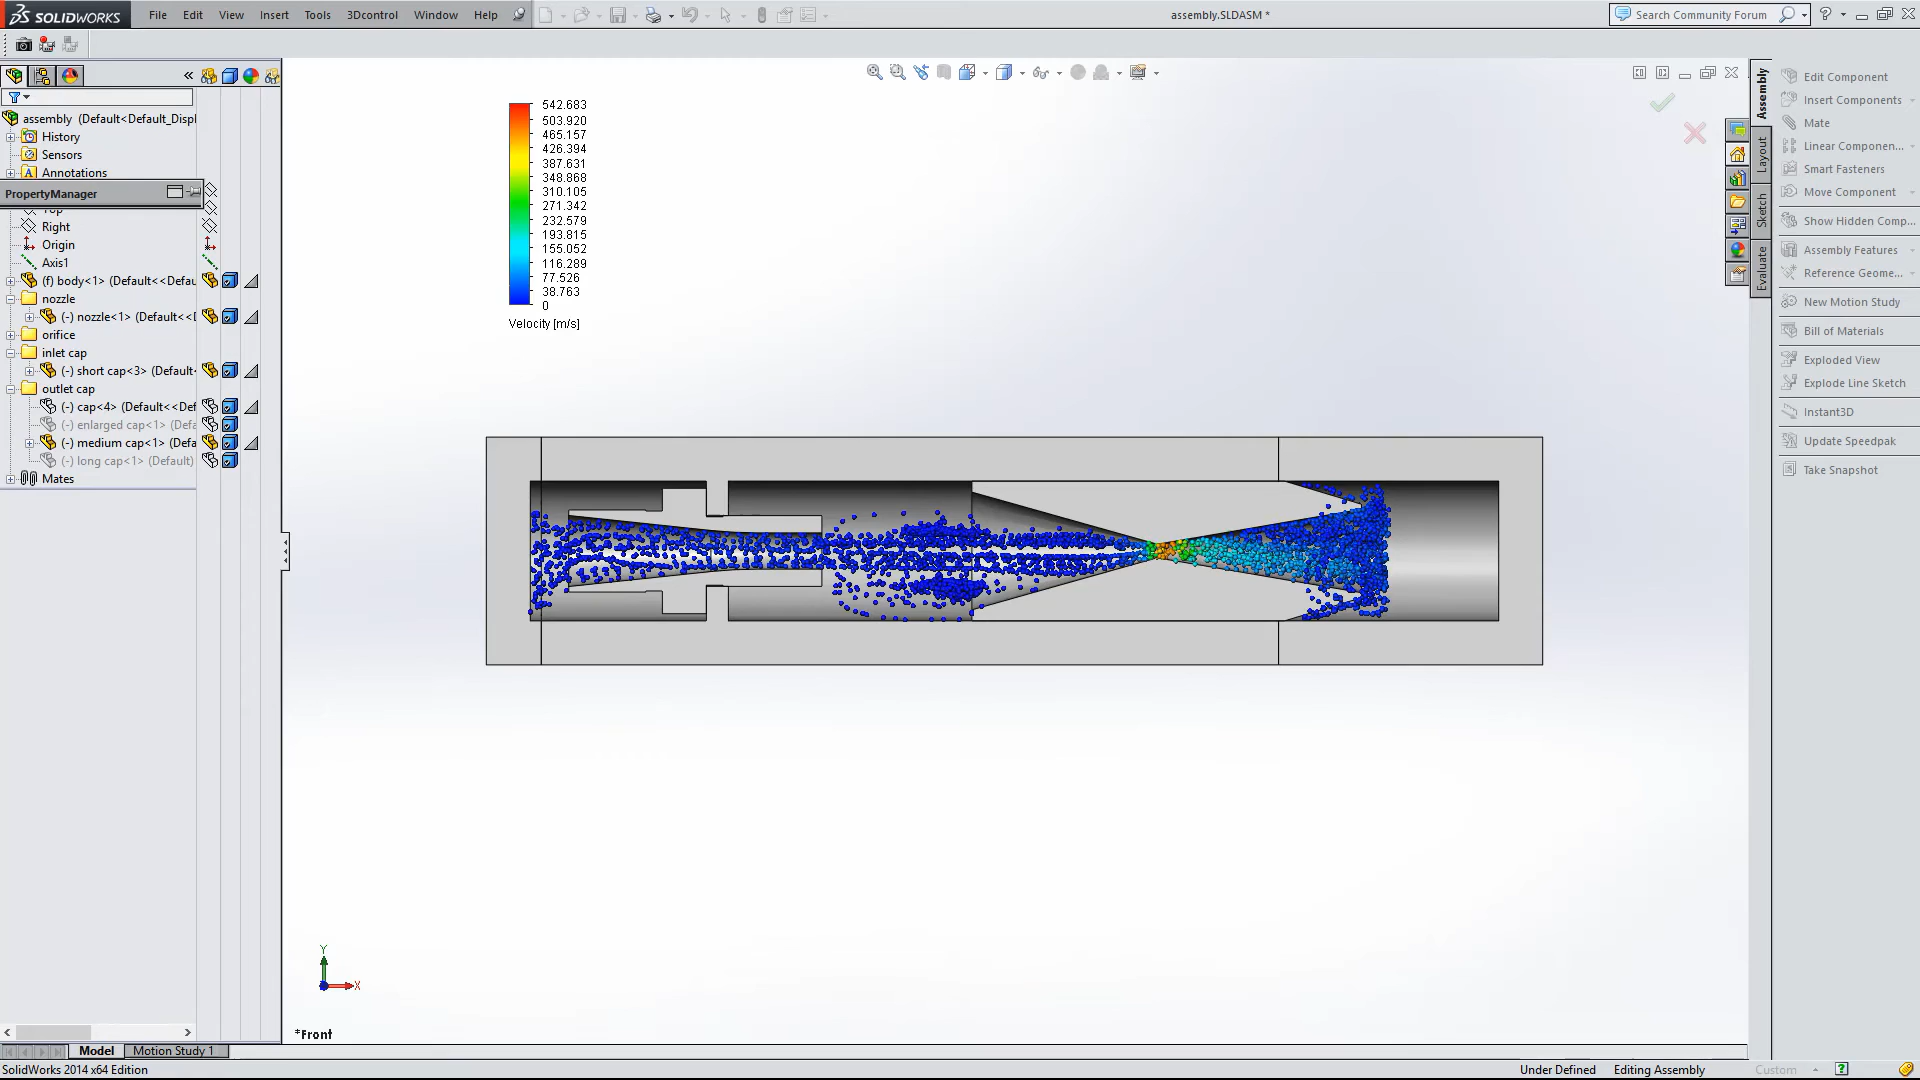 SOLIDWORKS
File Edit View Insert Tools 3Dcontrol Window Help
assembly.SLDASM *
Search Community Forum
assembly (Default<Default_Displ
History
Sensors
Annotations
PropertyManager
Top
Right
Origin
Axis1
(f) body<1> (Default<<Defau
nozzle
(-) nozzle<1> (Default<<D
orifice
inlet cap
(-) short cap<3> (Default
outlet cap
(-) cap<4> (Default<<Def
(-) enlarged cap<1> (Defa
(-) medium cap<1> (Defa
(-) long cap<1> (Default)
Mates
542.683
503.920
465.157
426.394
387.631
348.868
310.105
271.342
232.579
193.815
155.052
116.289
77.526
38.763
0
Velocity [m/s]
Y
X
*Front
Assembly
Layout
Sketch
Evaluate
Edit Component
Insert Components
Mate
Linear Componen...
Smart Fasteners
Move Component
Show Hidden Comp...
Assembly Features
Reference Geome...
New Motion Study
Bill of Materials
Exploded View
Explode Line Sketch
Instant3D
Update Speedpak
Take Snapshot
Model Motion Study 1
SolidWorks 2014 x64 Edition
Under Defined Editing Assembly Custom